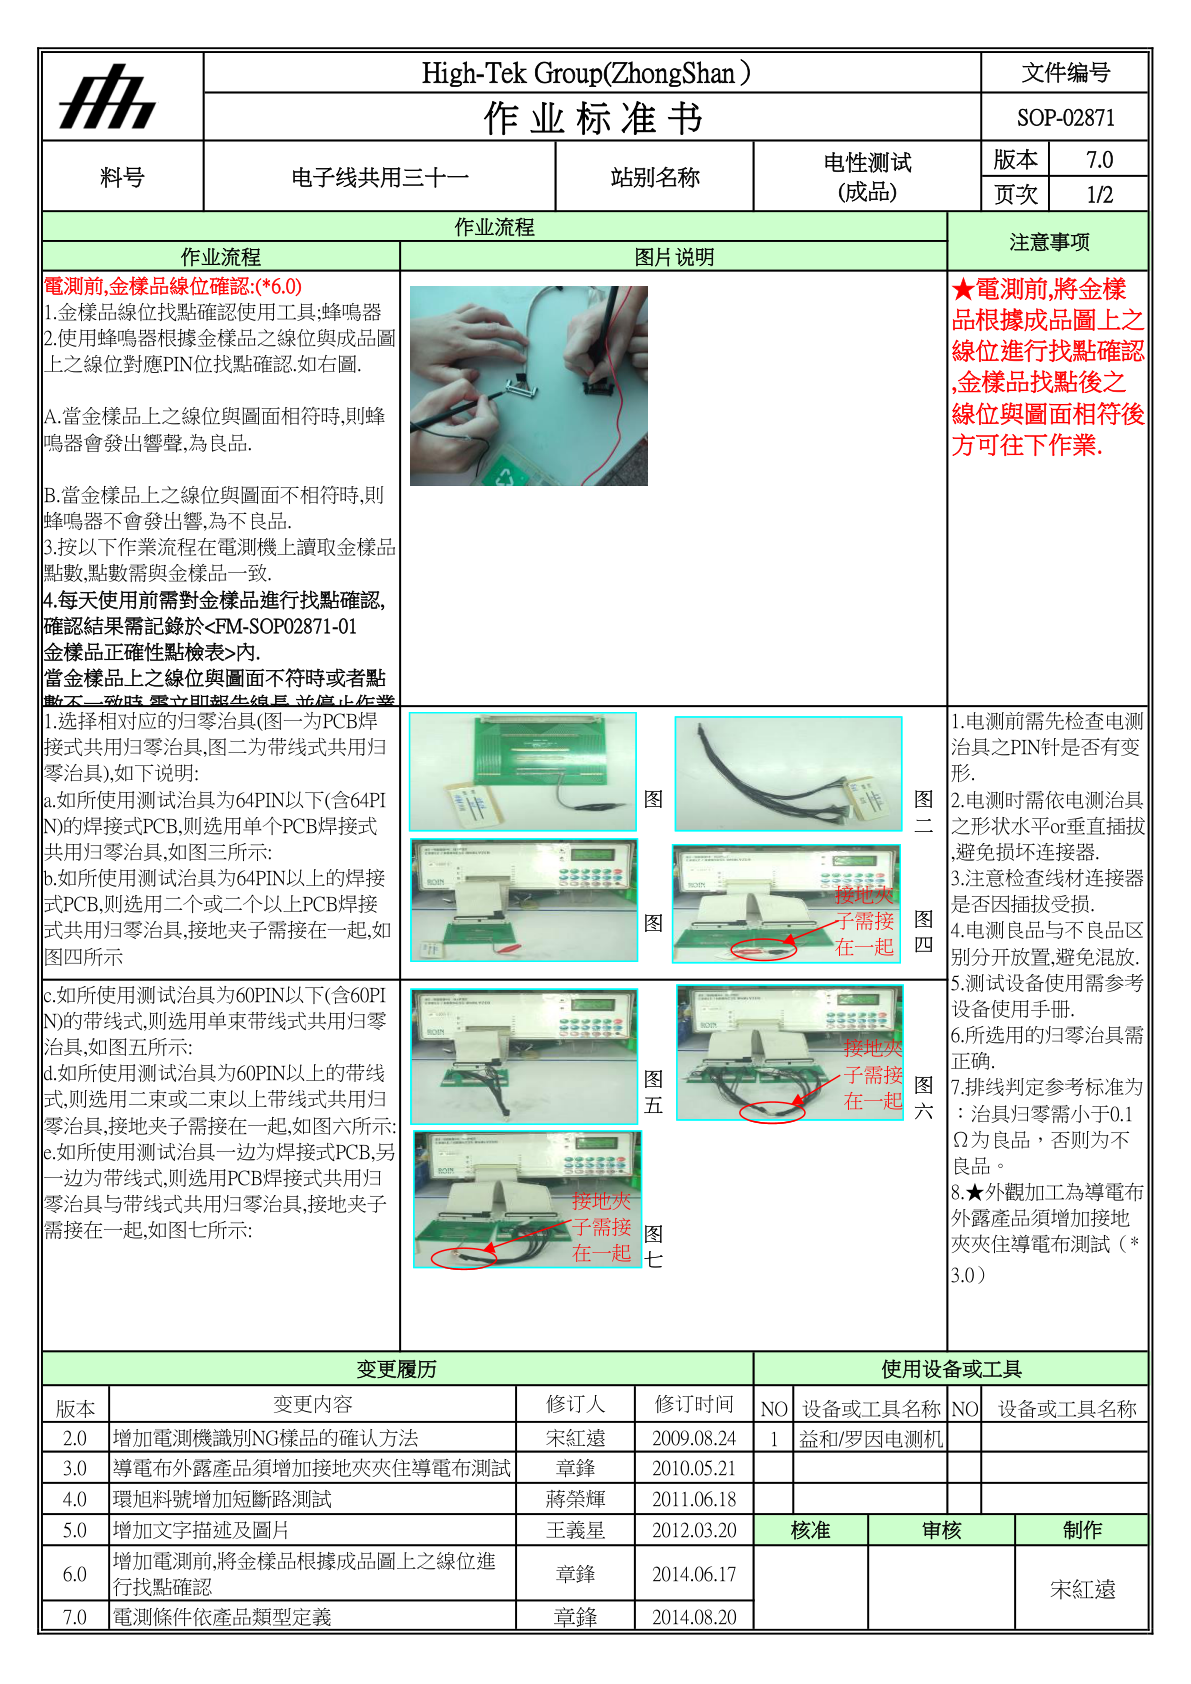 High-Tek Group(ZhongShan）
文件编号
作 业 标 准 书
SOP-02871
料号
电子线共用三十一
站别名称
电性测试
(成品)
版本
7.0
页次
1/2
作业流程
注意事项
作业流程
图片说明
電測前,金樣品線位確認:(*6.0)
1.金樣品線位找點確認使用工具;蜂鳴器
2.使用蜂鳴器根據金樣品之線位與成品圖
上之線位對應PIN位找點確認.如右圖.
A.當金樣品上之線位與圖面相符時,則蜂
鳴器會發出響聲,為良品.
B.當金樣品上之線位與圖面不相符時,則
蜂鳴器不會發出響,為不良品.
3.按以下作業流程在電測機上讀取金樣品
點數,點數需與金樣品一致.
4.每天使用前需對金樣品進行找點確認,
確認結果需記錄於<FM-SOP02871-01
金樣品正確性點檢表>內.
當金樣品上之線位與圖面不符時或者點
數不一致時,需立即報告線長,並停止作業
★電測前,將金樣
品根據成品圖上之
線位進行找點確認
,金樣品找點後之
線位與圖面相符後
方可往下作業.
1.选择相对应的归零治具(图一为PCB焊
接式共用归零治具,图二为带线式共用归
零治具),如下说明:
a.如所使用测试治具为64PIN以下(含64PI
N)的焊接式PCB,则选用单个PCB焊接式
共用归零治具,如图三所示:
b.如所使用测试治具为64PIN以上的焊接
式PCB,则选用二个或二个以上PCB焊接
式共用归零治具,接地夹子需接在一起,如
图四所示
图
图
二
图
接地夾
子需接
在一起
图
四
c.如所使用测试治具为60PIN以下(含60PI
N)的带线式,则选用单束带线式共用归零
治具,如图五所示:
d.如所使用测试治具为60PIN以上的带线
式,则选用二束或二束以上带线式共用归
零治具,接地夹子需接在一起,如图六所示:
e.如所使用测试治具一边为焊接式PCB,另
一边为带线式,则选用PCB焊接式共用归
零治具与带线式共用归零治具,接地夹子
需接在一起,如图七所示:
图
五
接地夾
子需接
在一起
图
六
接地夾
子需接
在一起
图
七
1.电测前需先检查电测
治具之PIN针是否有变
形.
2.电测时需依电测治具
之形状水平or垂直插拔
,避免损坏连接器.
3.注意检查线材连接器
是否因插拔受损.
4.电测良品与不良品区
别分开放置,避免混放.
5.测试设备使用需参考
设备使用手册.
6.所选用的归零治具需
正确.
7.排线判定参考标准为
：治具归零需小于0.1
Ω为良品，否则为不
良品。
8.★外觀加工為導電布
外露產品須增加接地
夾夾住導電布測試（*
3.0）
变更履历
使用设备或工具
版本
变更内容
修订人
修订时间
NO
设备或工具名称
NO
设备或工具名称
2.0
增加電測機識別NG樣品的確认方法
宋紅遠
2009.08.24
1
益和/罗因电测机
3.0
導電布外露產品須增加接地夾夾住導電布測試
章鋒
2010.05.21
4.0
環旭料號增加短斷路測試
蔣榮輝
2011.06.18
5.0
增加文字描述及圖片
王義星
2012.03.20
核准
审核
制作
6.0
增加電測前,將金樣品根據成品圖上之線位進
行找點確認
章鋒
2014.06.17
宋紅遠
7.0
電測條件依產品類型定義
章鋒
2014.08.20